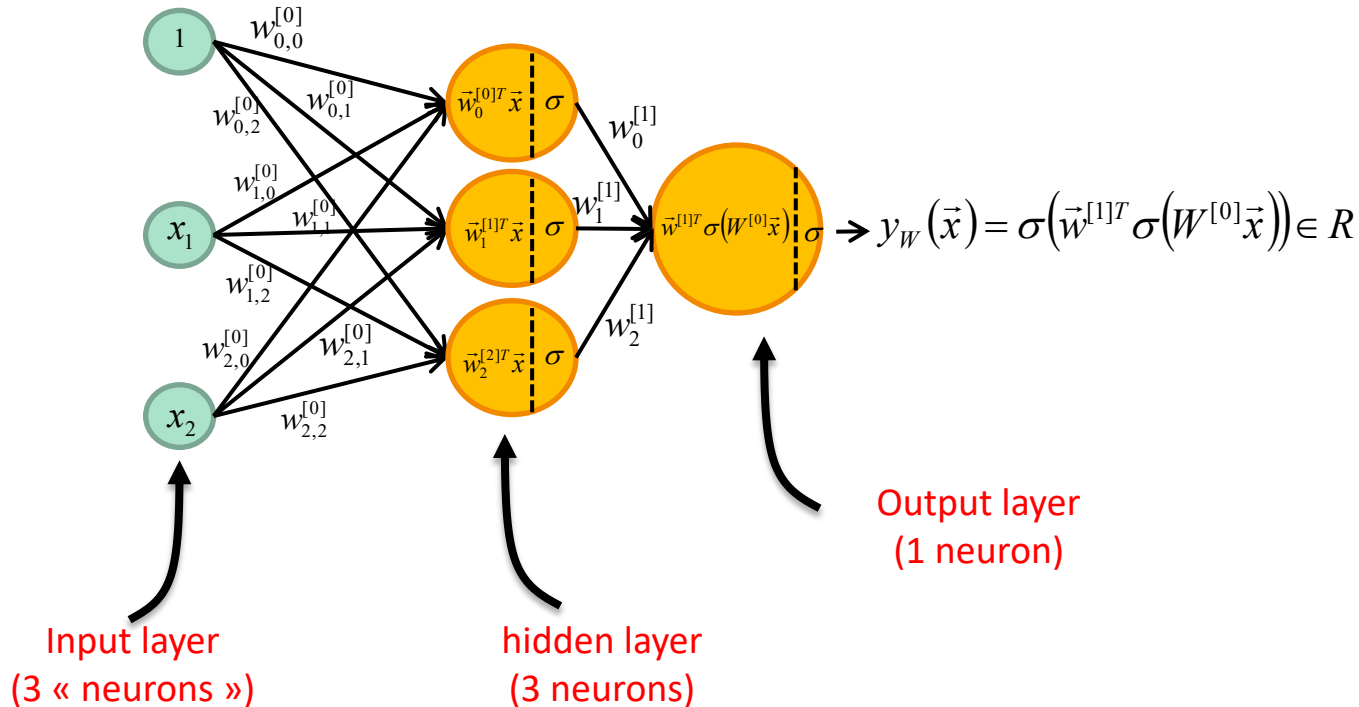 1
x_1
x_2
w_{0,0}^{[0]}
w_{0,1}^{[0]}
w_{0,2}^{[0]}
w_{1,0}^{[0]}
w_{1,1}^{[0]}
w_{1,2}^{[0]}
w_{2,0}^{[0]}
w_{2,1}^{[0]}
w_{2,2}^{[0]}
\vec{w}_0^{[0]T} \vec{x} σ
\vec{w}_1^{[1]T} \vec{x} σ
\vec{w}_2^{[2]T} \vec{x} σ
w_0^{[1]}
w_1^{[1]}
w_2^{[1]}
\vec{w}^{[1]T} σ(W^{[0]} \vec{x}) σ
y_W(\vec{x}) = σ(\vec{w}^{[1]T} σ(W^{[0]} \vec{x})) ∈ R
Input layer
(3 « neurons »)
hidden layer
(3 neurons)
Output layer
(1 neuron)